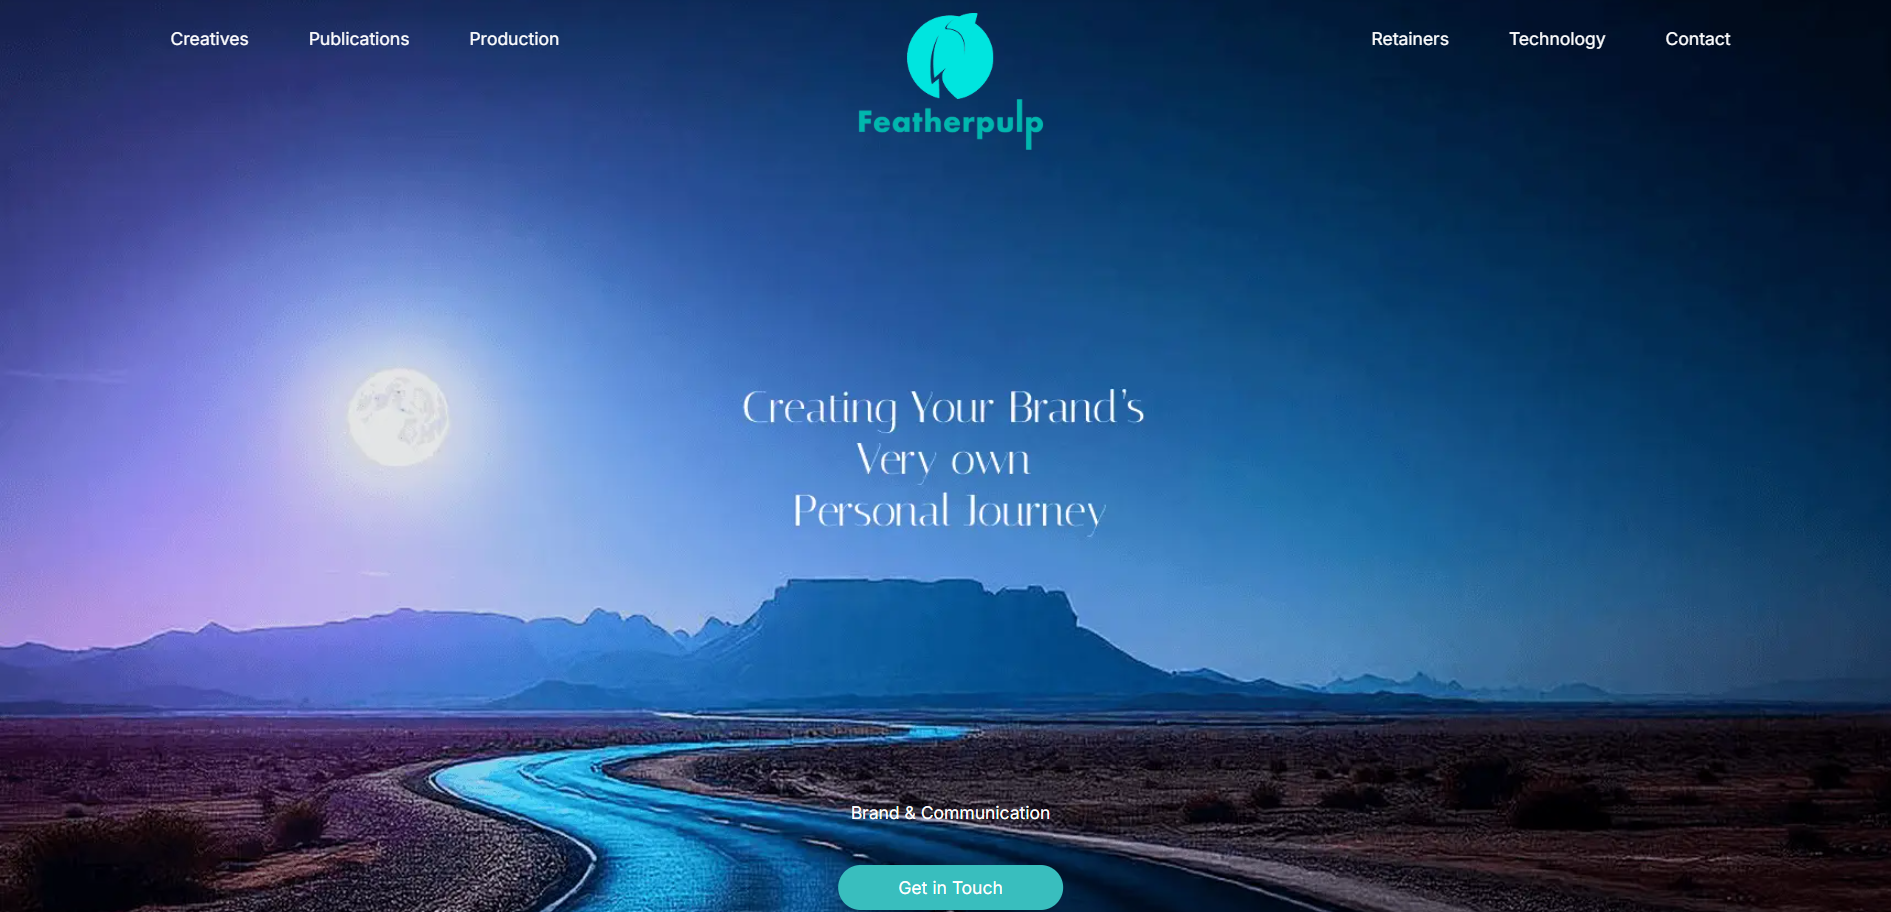 Creatives
Publications
Production
Featherpulp
Retainers
Technology
Contact
Creating Your Brand's
Very own
Personal Journey
Brand & Communication
Get in Touch